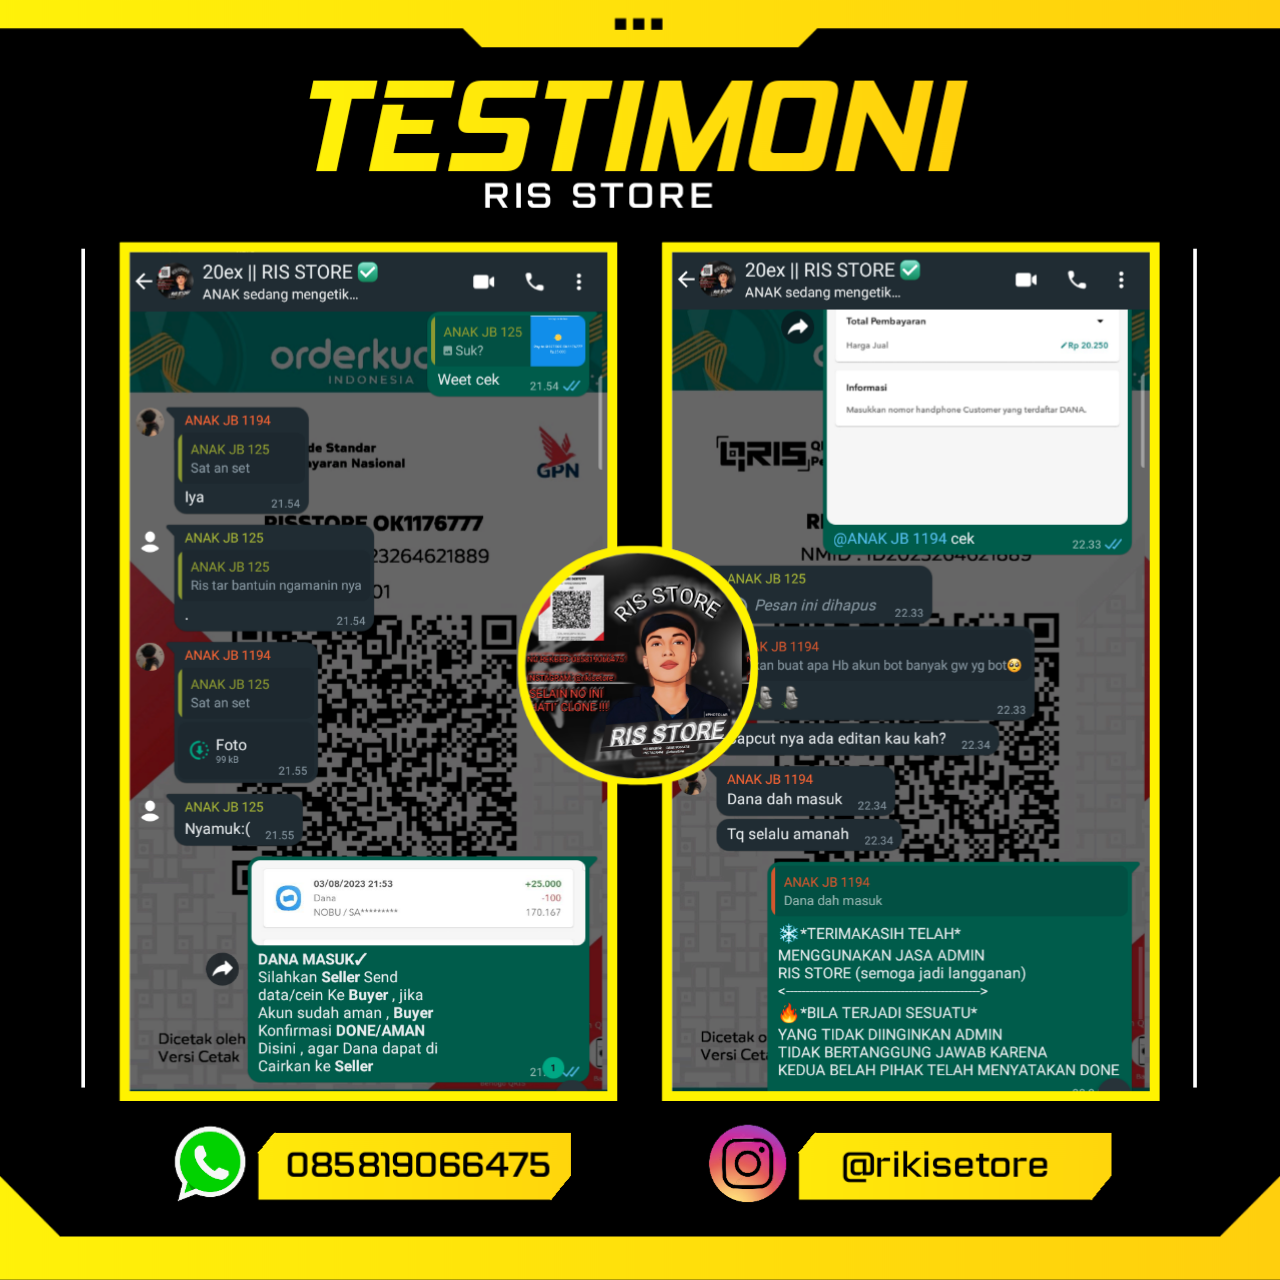 TESTIMONI
RIS STORE
20ex || RIS STORE ✅
ANAK sedang mengetik...
ANAK JB 125
Suk?
Weet cek
21.54
orderkuo
INDONESIA
ANAK JB 1194
ANAK JB 125
Sat an set
Iya
21.54
de Standar
ayaran Nasional
GPN
RISSTORE OK1176777
23264621889
01
ANAK JB 125
ANAK JB 125
Ris tar bantuin ngamanin nya
.
21.54
ANAK JB 1194
ANAK JB 125
Sat an set
Foto
99 kB
21.55
ANAK JB 125
Nyamuk:(
21.55
03/08/2023 21:53
+25.000
Dana
-100
NOBU / SA*********
170.167
DANA MASUK✓
Silahkan Seller Send
data/cein Ke Buyer , jika
Akun sudah aman , Buyer
Konfirmasi DONE/AMAN
Disini , agar Dana dapat di
Cairkan ke Seller
21.
1
Dicetak oleh
Versi Cetak
20ex || RIS STORE ✅
ANAK sedang mengetik...
Total Pembayaran
Harga Jual
Rp 20.250
Informasi
Masukkan nomor handphone Customer yang terdaftar DANA.
QRIS
@ANAK JB 1194 cek
22.33
NMID : ID2023264621889
ANAK JB 125
Pesan ini dihapus
22.33
AK JB 1194
kan buat apa Hb akun bot banyak gw yg bot🥺
🗿 🗿
22.33
Capcut nya ada editan kau kah?
22.34
ANAK JB 1194
Dana dah masuk
22.34
Tq selalu amanah
22.34
ANAK JB 1194
Dana dah masuk
❄*TERIMAKASIH TELAH*
MENGGUNAKAN JASA ADMIN
RIS STORE (semoga jadi langganan)
<---------------------------------------->
🔥*BILA TERJADI SESUATU*
YANG TIDAK DIINGINKAN ADMIN
TIDAK BERTANGGUNG JAWAB KARENA
KEDUA BELAH PIHAK TELAH MENYATAKAN DONE
Dicetak o
Versi Ceta
RIS STORE
SELAIN NO INI
HATI" CLONE !!!
RIS STORE
085819066475
@rikisetore